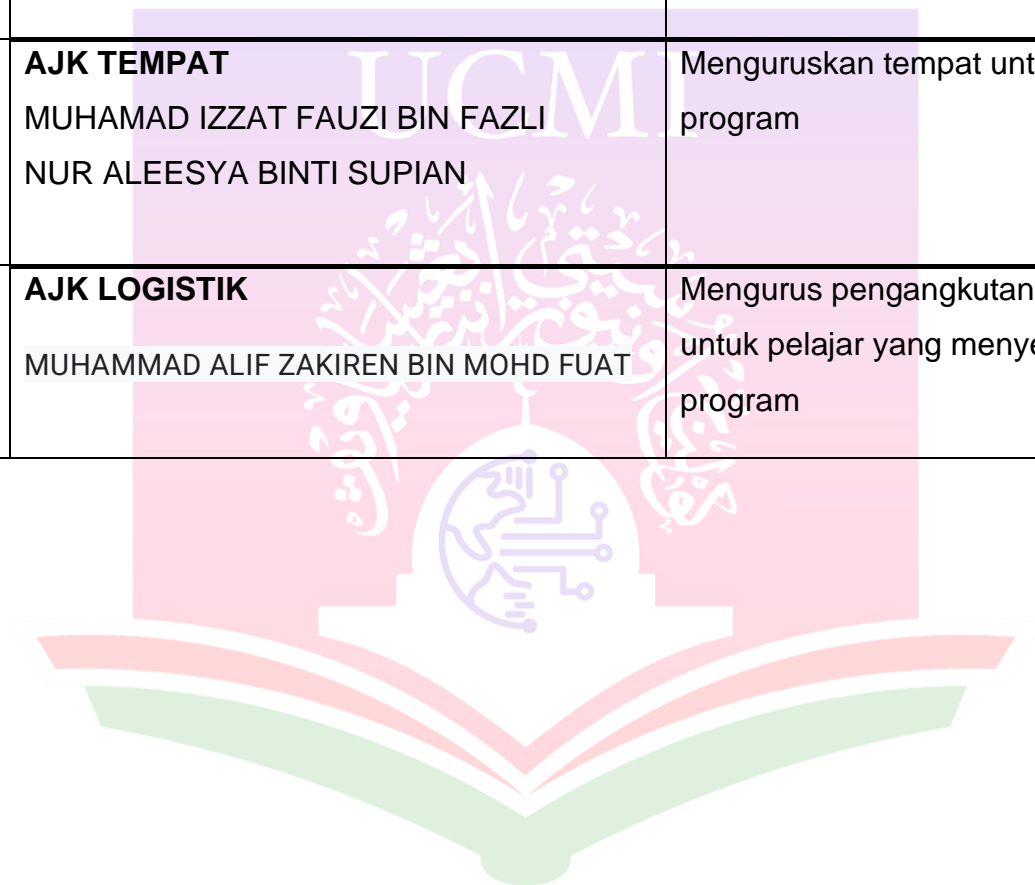 UCMI
AJK TEMPAT
MUHAMAD IZZAT FAUZI BIN FAZLI
NUR ALEESYA BINTI SUPIAN
Menguruskan tempat unt
program
AJK LOGISTIK
MUHAMMAD ALIF ZAKIREN BIN MOHD FUAT
Mengurus pengangkutan
untuk pelajar yang menye
program